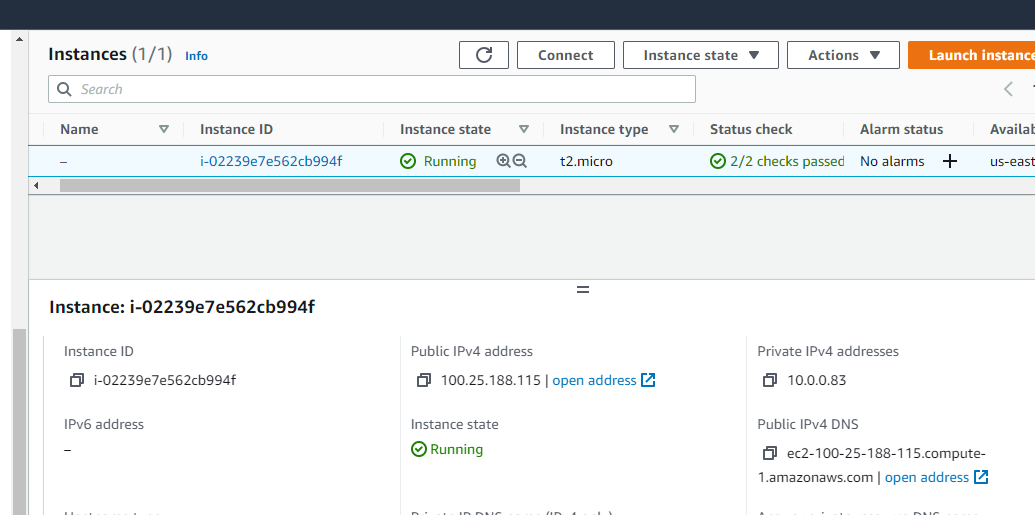 Instances (1/1) Info Connect Instance state Actions Launch instance
Search
Name Instance ID Instance state Instance type Status check Alarm status Availab
– i-02239e7e562cb994f Running t2.micro 2/2 checks passed No alarms + us-east
Instance: i-02239e7e562cb994f
Instance ID Public IPv4 address Private IPv4 addresses
i-02239e7e562cb994f 100.25.188.115 | open address 10.0.0.83
IPv6 address Instance state Public IPv4 DNS
– Running ec2-100-25-188-115.compute-
1.amazonaws.com | open address